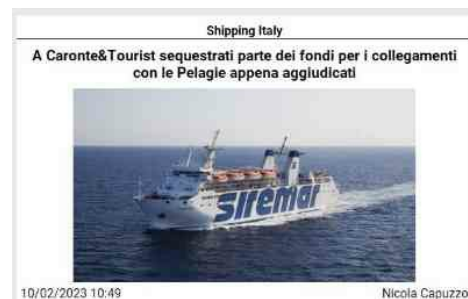 Shipping Italy
A Caronte&Tourist sequestrati parte dei fondi per i collegamenti
con le Pelagie appena aggiudicati
siremar
10/02/2023 10:49
Nicola Capuzzo